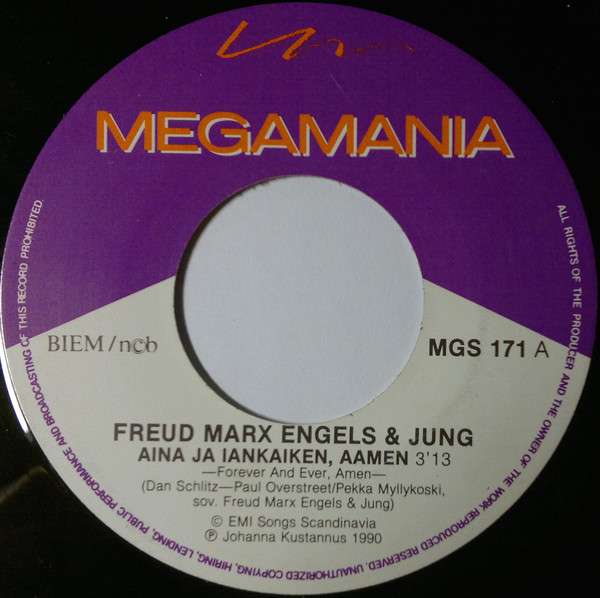 MEGAMANIA
BIEM/ncb
MGS 171 A
FREUD MARX ENGELS & JUNG
AINA JA IANKAIKEN, AAMEN 3'13
—Forever And Ever, Amen—
(Dan Schlitz—Paul Overstreet/Pekka Myllykoski,
sov. Freud Marx Engels & Jung)
© EMI Songs Scandinavia
℗ Johanna Kustannus 1990
ALL RIGHTS OF THE PRODUCER AND THE OWNER OF THE WORK REPRODUCED RESERVED. UNAUTHORIZED COPYING, HIRING, LENDING, PUBLIC PERFORMANCE AND BROADCASTING OF THIS RECORD PROHIBITED.